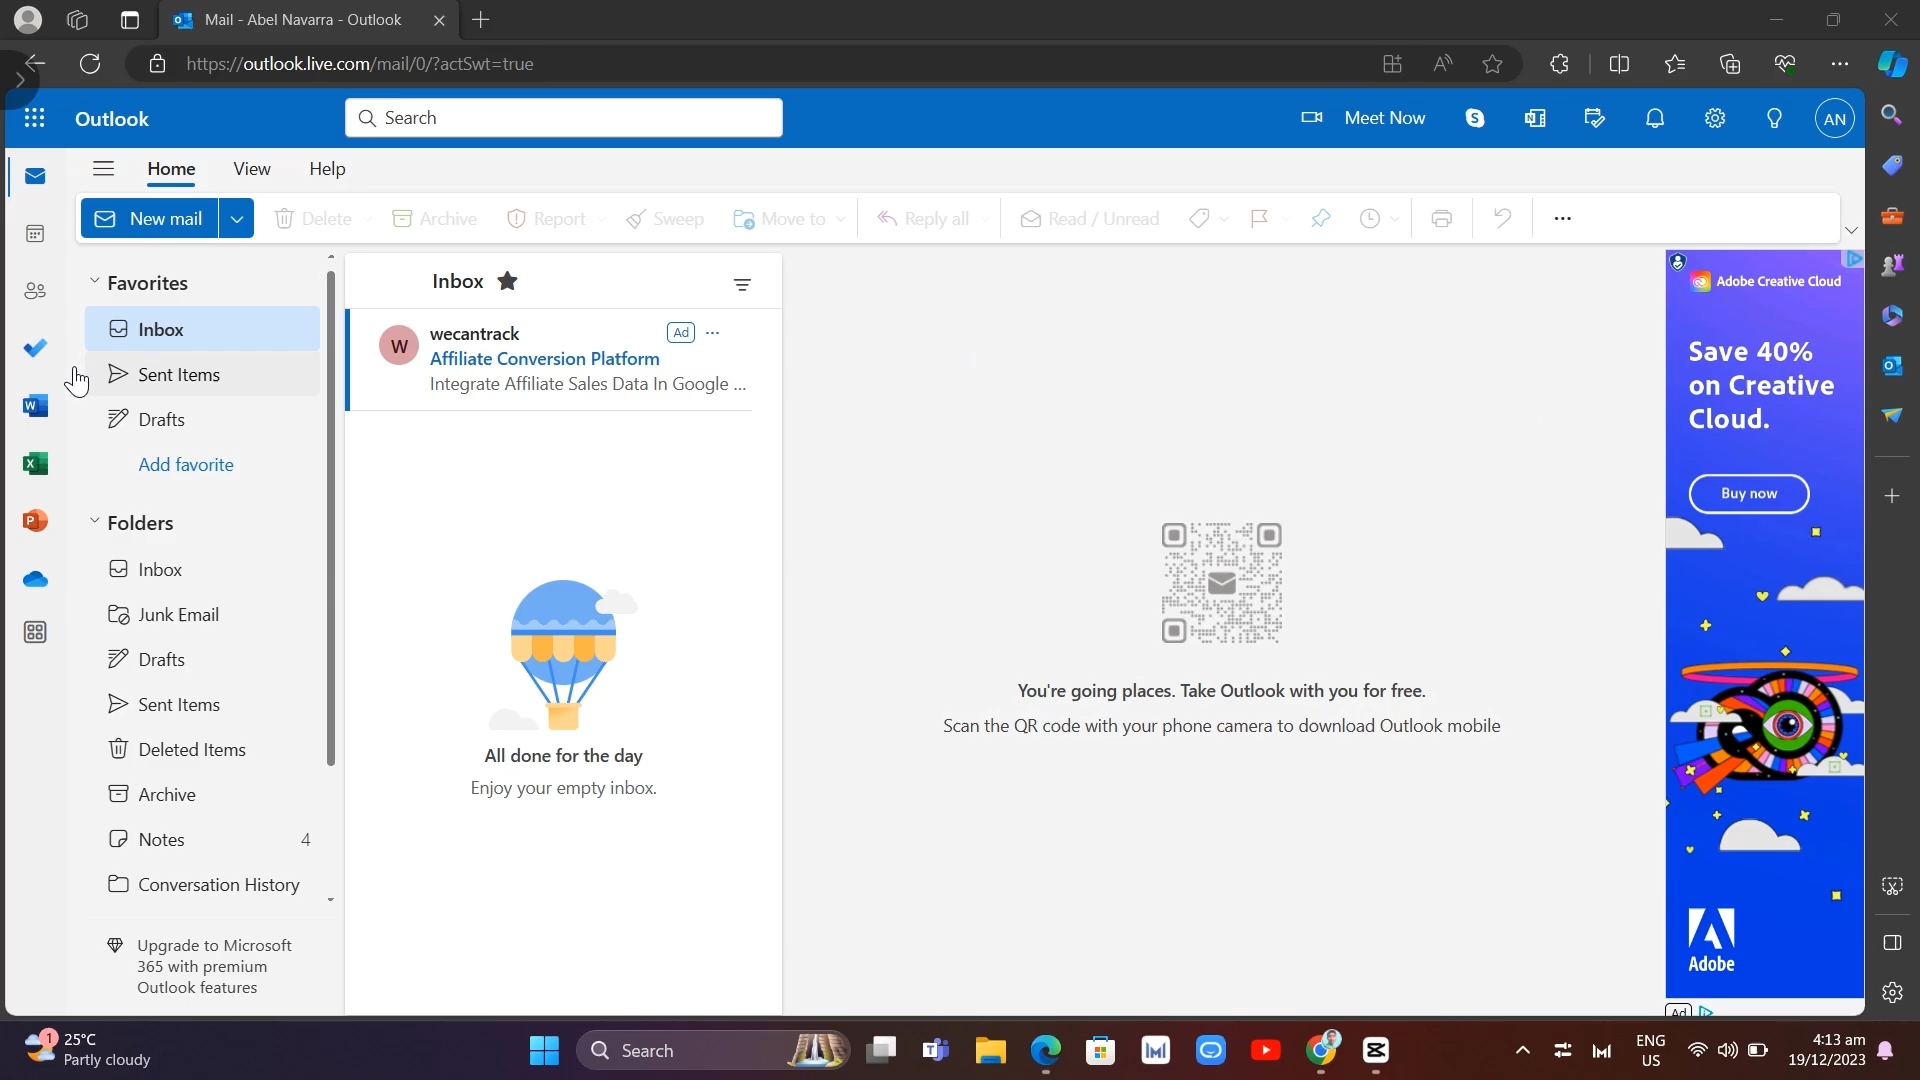 Mail - Abel Navarra - Outlook
https://outlook.live.com/mail/0/?actSwt=true
Outlook
Search
Meet Now
AN
Home View Help
New mail
Delete
Archive
Report
Sweep
Move to
Reply all
Read / Unread
Favorites
Inbox
Sent Items
Drafts
Add favorite
Folders
Inbox
Junk Email
Drafts
Sent Items
Deleted Items
Archive
Notes 4
Conversation History
Upgrade to Microsoft
365 with premium
Outlook features
Inbox
W
wecantrack
Ad
Affiliate Conversion Platform
Integrate Affiliate Sales Data In Google ...
All done for the day
Enjoy your empty inbox.
You're going places. Take Outlook with you for free.
Scan the QR code with your phone camera to download Outlook mobile
Adobe Creative Cloud
Save 40%
on Creative
Cloud.
Buy now
Adobe
Ad
1
25°C
Partly cloudy
Search
ENG
US
4:13 am
19/12/2023